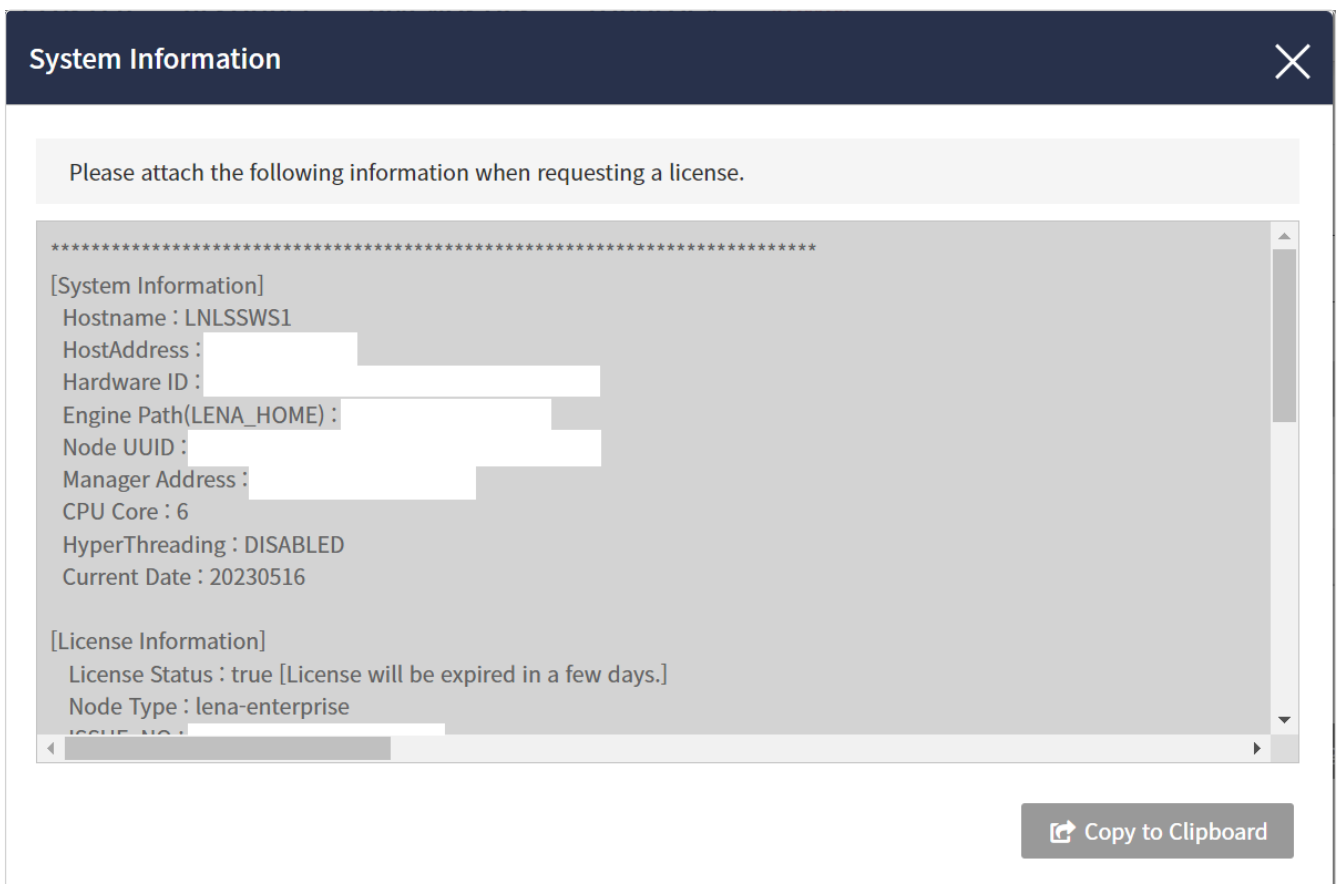 System Information
Please attach the following information when requesting a license.
****************************************************************************
[System Information]
Hostname : LNLSSWS1
HostAddress :
Hardware ID :
Engine Path(LENA_HOME) :
Node UUID :
Manager Address :
CPU Core : 6
HyperThreading : DISABLED
Current Date : 20230516
[License Information]
License Status : true [License will be expired in a few days.]
Node Type : lena-enterprise
Copy to Clipboard